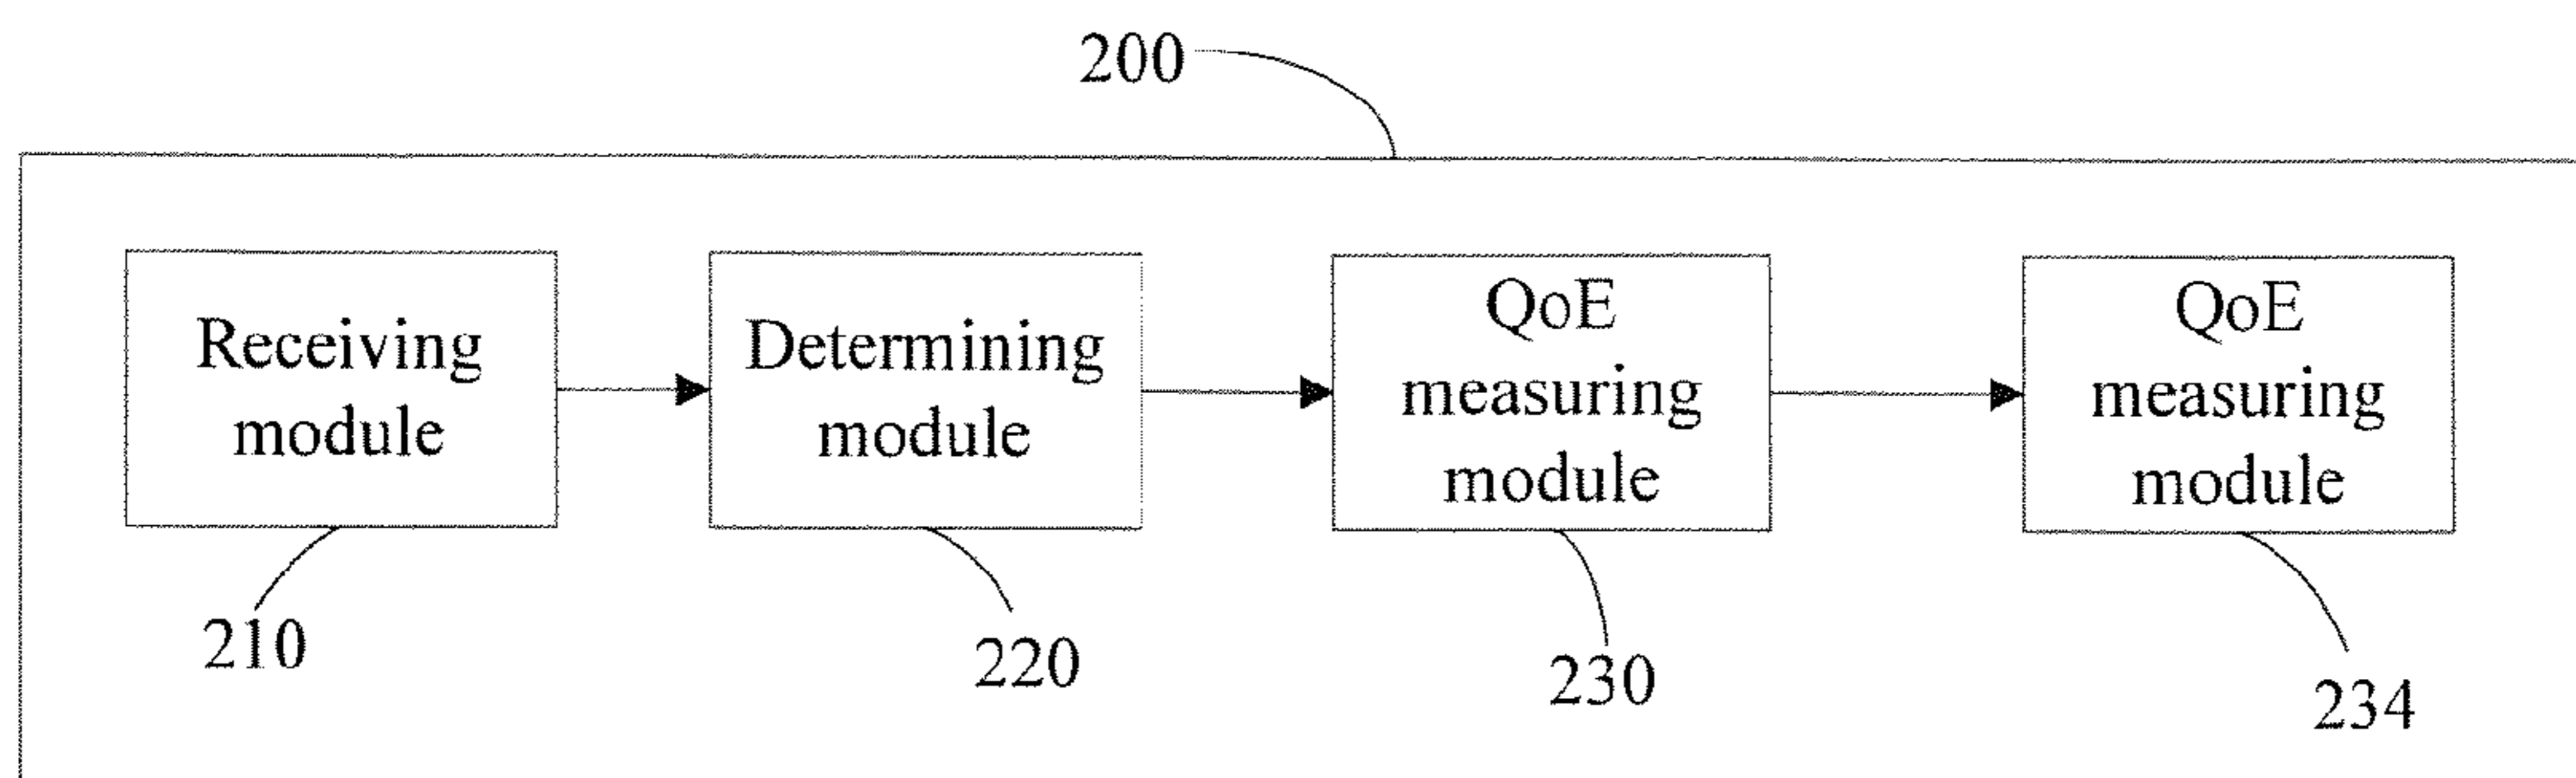 200
Receiving
module
Determining
module
QoE
measuring
module
QoE
measuring
module
210
220
230
234